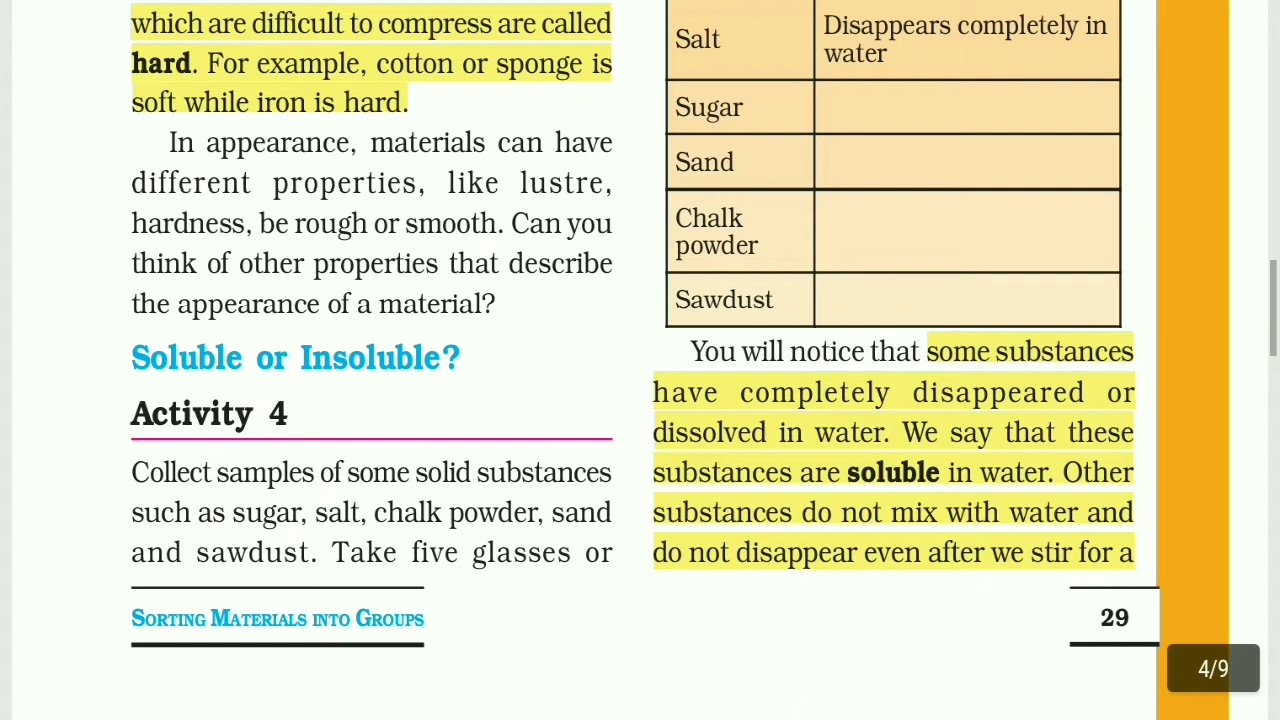 which are difficult to compress are called
hard. For example, cotton or sponge is
soft while iron is hard.
In appearance, materials can have
different properties, like lustre,
hardness, be rough or smooth. Can you
think of other properties that describe
the appearance of a material?
Soluble or Insoluble?
Activity 4
Collect samples of some solid substances
such as sugar, salt, chalk powder, sand
and sawdust. Take five glasses or
Salt
Disappears completely in
water
Sugar
Sand
Chalk
powder
Sawdust
You will notice that some substances
have completely disappeared or
dissolved in water. We say that these
substances are soluble in water. Other
substances do not mix with water and
do not disappear even after we stir for a
SORTING MATERIALS INTO GROUPS
29
4/9